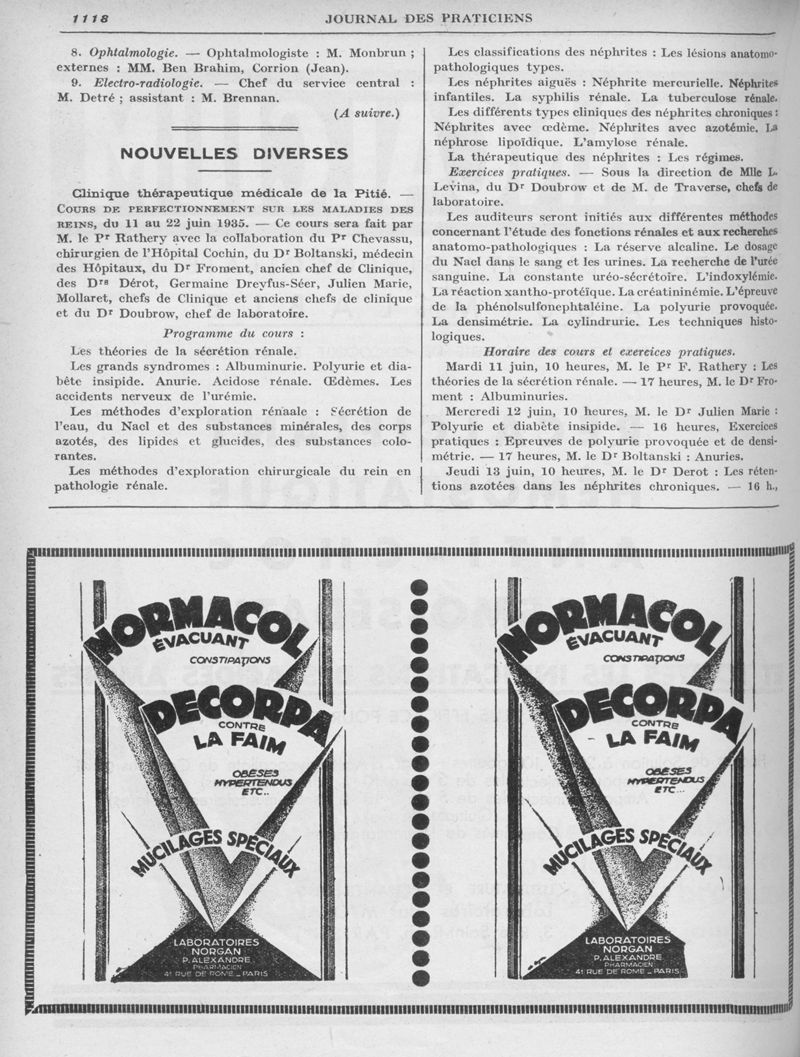 1118
JOURNAL DES PRATICIENS
8. Ophtalmologie. — Ophtalmologiste : M. Monbrun ;
externes : MM. Ben Brahim, Corrion (Jean).
9. Electro-radiologie. — Chef du service central :
M. Detré ; assistant : M. Brennan.
(A suivre.)
NOUVELLES DIVERSES
Clinique thérapeutique médicale de la Pitié. —
COURS DE PERFECTIONNEMENT SUR LES MALADIES DES
REINS, du 11 au 22 juin 1935. — Ce cours sera fait par
M. le Pr Rathery avec la collaboration du Pr Chevassu,
chirurgien de l'Hôpital Cochin, du Dr Boltanski, médecin
des Hôpitaux, du Dr Froment, ancien chef de Clinique,
des Drs Dérot, Germaine Dreyfus-Séer, Julien Marie,
Mollaret, chefs de Clinique et anciens chefs de clinique
et du Dr Doubrow, chef de laboratoire.
Programme du cours :
Les théories de la sécrétion rénale.
Les grands syndromes : Albuminurie. Polyurie et dia-
bète insipide. Anurie. Acidose rénale. Œdèmes. Les
accidents nerveux de l'urémie.
Les méthodes d'exploration rénaale : Sécrétion de
l'eau, du Nacl et des substances minérales, des corps
azotés, des lipides et glucides, des substances colo-
rantes.
Les méthodes d'exploration chirurgicale du rein en
pathologie rénale.
Les classifications des néphrites : Les lésions anatomo-
pathologiques types.
Les néphrites aiguës : Néphrite mercurielle. Néphrites
infantiles. La syphilis rénale. La tuberculose rénale.
Les différents types cliniques des néphrites chroniques :
Néphrites avec œdème. Néphrites avec azotémie. La
néphrose lipoïdique. L'amylose rénale.
La thérapeutique des néphrites : Les régimes.
Exercices pratiques. — Sous la direction de Mlle L.
Levina, du Dr Doubrow et de M. de Traverse, chefs de
laboratoire.
Les auditeurs seront initiés aux différentes méthodes
concernant l'étude des fonctions rénales et aux recherches
anatomo-pathologiques : La réserve alcaline. Le dosage
du Nacl dans le sang et les urines. La recherche de l'urée
sanguine. La constante uréo-sécrétoire. L'indoxylémie.
La réaction xantho-protéïque. La créatininémie. L'épreuve
de la phénolsulfonephtaléine. La polyurie provoquée.
La densimétrie. La cylindrurie. Les techniques histo-
logiques.
Horaire des cours et exercices pratiques.
Mardi 11 juin, 10 heures, M. le Pr F. Rathery : Les
théories de la sécrétion rénale. — 17 heures, M. le Dr Fro-
ment : Albuminuries.
Mercredi 12 juin, 10 heures, M. le Dr Julien Marie :
Polyurie et diabète insipide. — 16 heures, Exercices
pratiques : Epreuves de polyurie provoquée et de densi-
métrie. — 17 heures, M. le Dr Boltanski : Anuries.
Jeudi 13 juin, 10 heures, M. le Dr Derot : Les réten-
tions azotées dans les néphrites chroniques. — 16 h.,
NORMACOL
ÉVACUANT
CONSTIPATIONS
DECORPA
CONTRE
LA FAIM
OBÈSES
HYPERTENDUS
ETC..
MUCILAGES SPÉCIAUX
LABORATOIRES
NORGAN
P. ALEXANDRE
PHARMACIEN
41 RUE DE ROME _ PARIS
NORMACOL
ÉVACUANT
CONSTIPATIONS
DECORPA
CONTRE
LA FAIM
OBÈSES
HYPERTENDUS
ETC...
MUCILAGES SPÉCIAUX
LABORATOIRES
NORGAN
P. ALEXANDRE
PHARMACIEN
41 RUE DE ROME _ PARIS